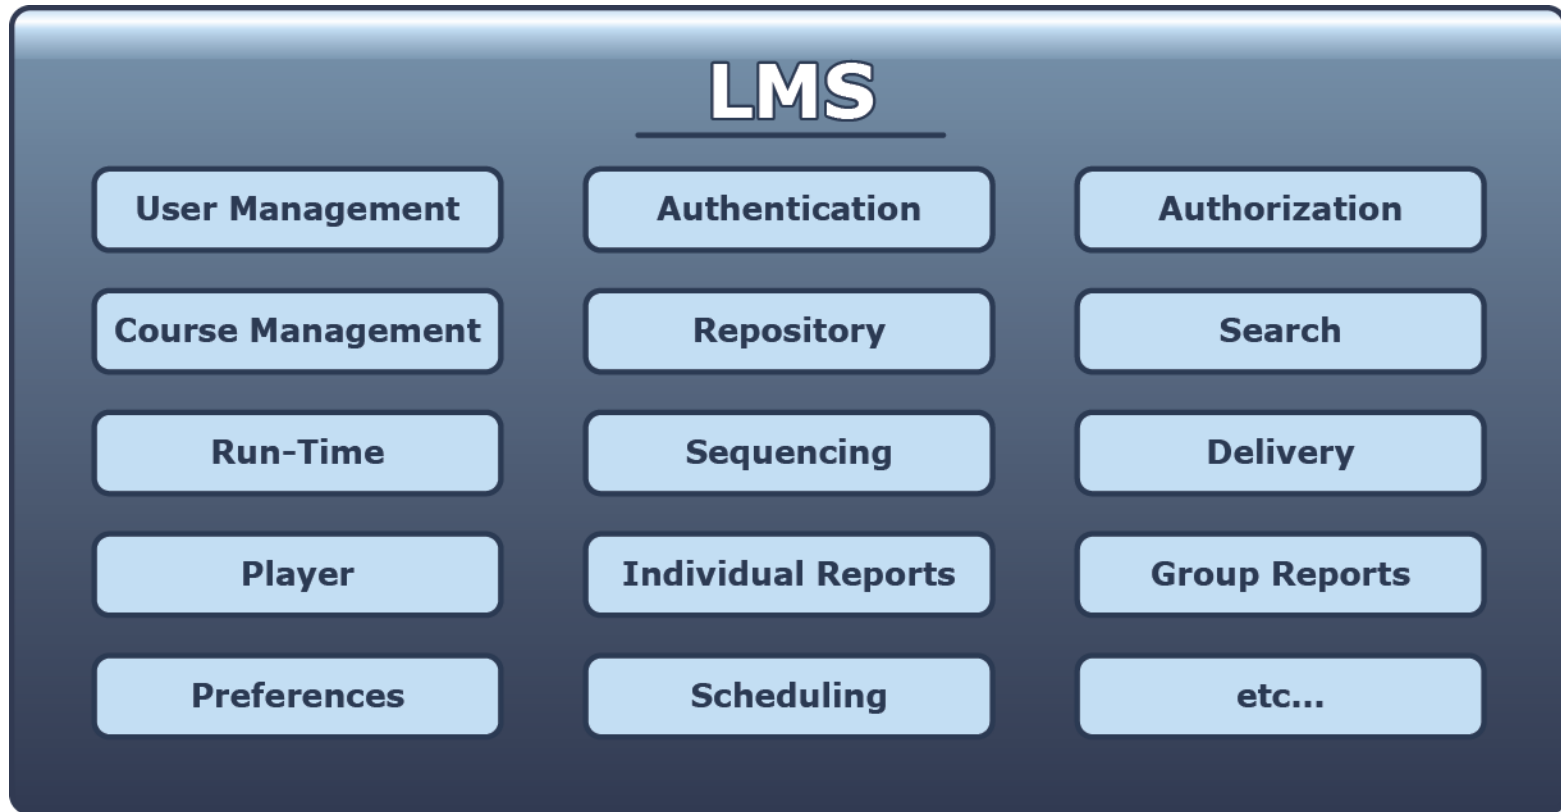 LMS
User Management
Authentication
Authorization
Course Management
Repository
Search
Run-Time
Sequencing
Delivery
Player
Individual Reports
Group Reports
Preferences
Scheduling
etc...